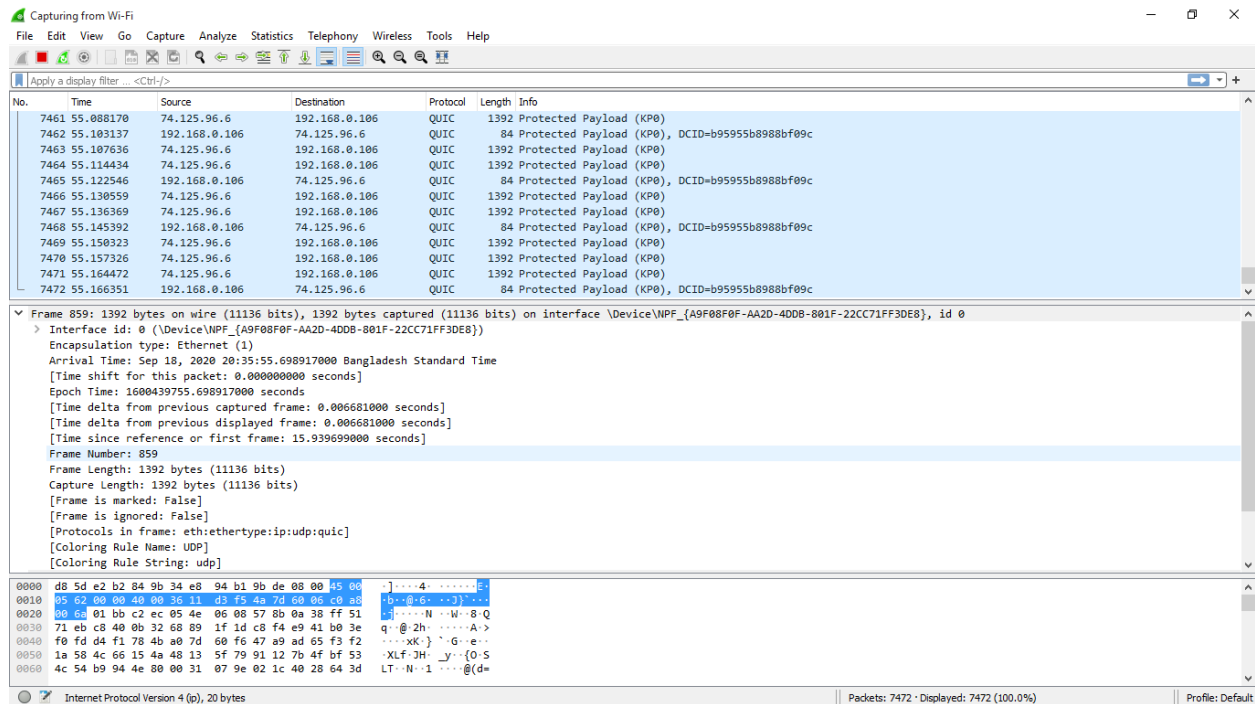 Capturing from Wi-Fi
File Edit View Go Capture Analyze Statistics Telephony Wireless Tools Help
Apply a display filter ... <Ctrl-/>
No. Time Source Destination Protocol Length Info
7461 55.088170 74.125.96.6 192.168.0.106 QUIC 1392 Protected Payload (KP0)
7462 55.103137 192.168.0.106 74.125.96.6 QUIC 84 Protected Payload (KP0), DCID=b95955b8988bf09c
7463 55.107636 74.125.96.6 192.168.0.106 QUIC 1392 Protected Payload (KP0)
7464 55.114434 74.125.96.6 192.168.0.106 QUIC 1392 Protected Payload (KP0)
7465 55.122546 192.168.0.106 74.125.96.6 QUIC 84 Protected Payload (KP0), DCID=b95955b8988bf09c
7466 55.130559 74.125.96.6 192.168.0.106 QUIC 1392 Protected Payload (KP0)
7467 55.136369 74.125.96.6 192.168.0.106 QUIC 1392 Protected Payload (KP0)
7468 55.145392 192.168.0.106 74.125.96.6 QUIC 84 Protected Payload (KP0), DCID=b95955b8988bf09c
7469 55.150323 74.125.96.6 192.168.0.106 QUIC 1392 Protected Payload (KP0)
7470 55.157326 74.125.96.6 192.168.0.106 QUIC 1392 Protected Payload (KP0)
7471 55.164472 74.125.96.6 192.168.0.106 QUIC 1392 Protected Payload (KP0)
7472 55.166351 192.168.0.106 74.125.96.6 QUIC 84 Protected Payload (KP0), DCID=b95955b8988bf09c
Frame 859: 1392 bytes on wire (11136 bits), 1392 bytes captured (11136 bits) on interface \Device\NPF_{A9F08F0F-AA2D-4DDB-801F-22CC71FF3DE8}, id 0
Interface id: 0 (\Device\NPF_{A9F08F0F-AA2D-4DDB-801F-22CC71FF3DE8})
Encapsulation type: Ethernet (1)
Arrival Time: Sep 18, 2020 20:35:55.698917000 Bangladesh Standard Time
[Time shift for this packet: 0.000000000 seconds]
Epoch Time: 1600439755.698917000 seconds
[Time delta from previous captured frame: 0.006681000 seconds]
[Time delta from previous displayed frame: 0.006681000 seconds]
[Time since reference or first frame: 15.939699000 seconds]
Frame Number: 859
Frame Length: 1392 bytes (11136 bits)
Capture Length: 1392 bytes (11136 bits)
[Frame is marked: False]
[Frame is ignored: False]
[Protocols in frame: eth:ethertype:ip:udp:quic]
[Coloring Rule Name: UDP]
[Coloring Rule String: udp]
0000 d8 5d e2 b2 84 9b 34 e8 94 b1 9b de 08 00 45 00 ·]····4· ······E·
0010 05 62 00 00 40 00 36 11 d3 f5 4a 7d 60 06 c0 a8 ·b··@·6· ··J}`···
0020 00 6a 01 bb c2 ec 05 4e 06 08 57 8b 0a 38 ff 51 ·j·····N ··W··8·Q
0030 71 eb c8 40 0b 32 68 89 1f 1d c8 f4 e9 41 b0 3e q··@·2h· ·····A·>
0040 f0 fd d4 f1 78 4b a0 7d 60 f6 47 a9 ad 65 f3 f2 ····xK·} `·G··e··
0050 1a 58 4c 66 15 4a 48 13 5f 79 91 12 7b 4f bf 53 ·XLf·JH· _y··{O·S
0060 4c 54 b9 94 4e 80 00 31 07 9e 02 1c 40 28 64 3d LT··N··1 ····@(d=
Internet Protocol Version 4 (ip), 20 bytes Packets: 7472 · Displayed: 7472 (100.0%) Profile: Default